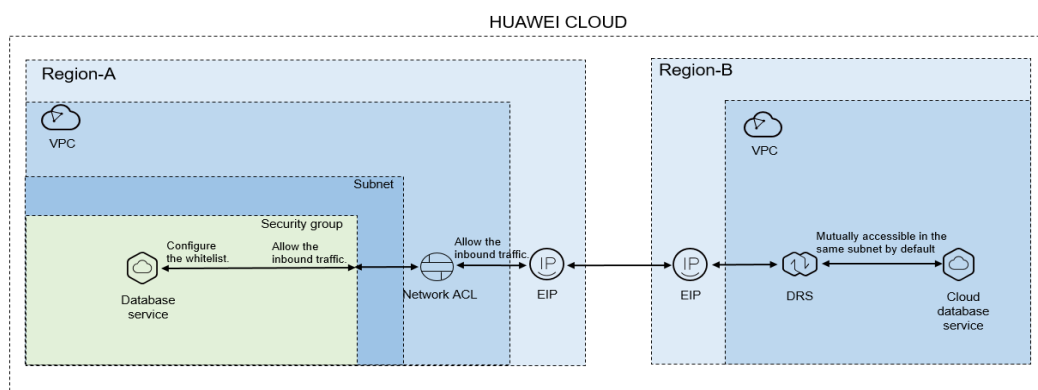 HUAWEI CLOUD
Region-A
VPC
Subnet
Security group
Configure
the whitelist.
Allow the
inbound traffic.
Database
service
Allow the
inbound traffic.
Network ACL
IP
EIP
Region-B
VPC
IP
EIP
DRS
Mutually accessible in the
same subnet by default
Cloud
database
service